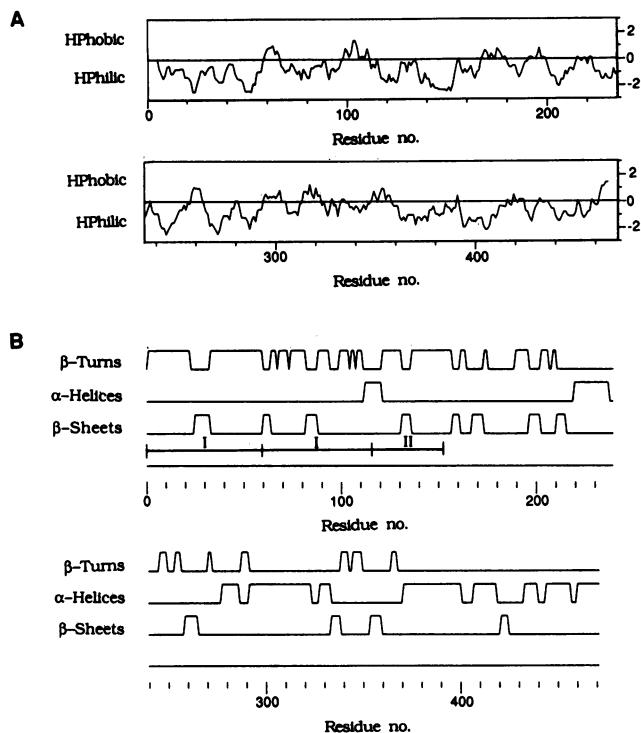 A
HPhobic
HPhilic
2
0
-2
0 100 200
Residue no.
HPhobic
HPhilic
2
0
-2
300 400
Residue no.
B
β-Turns
α-Helices
β-Sheets
I I II
0 100 200
Residue no.
β-Turns
α-Helices
β-Sheets
300 400
Residue no.